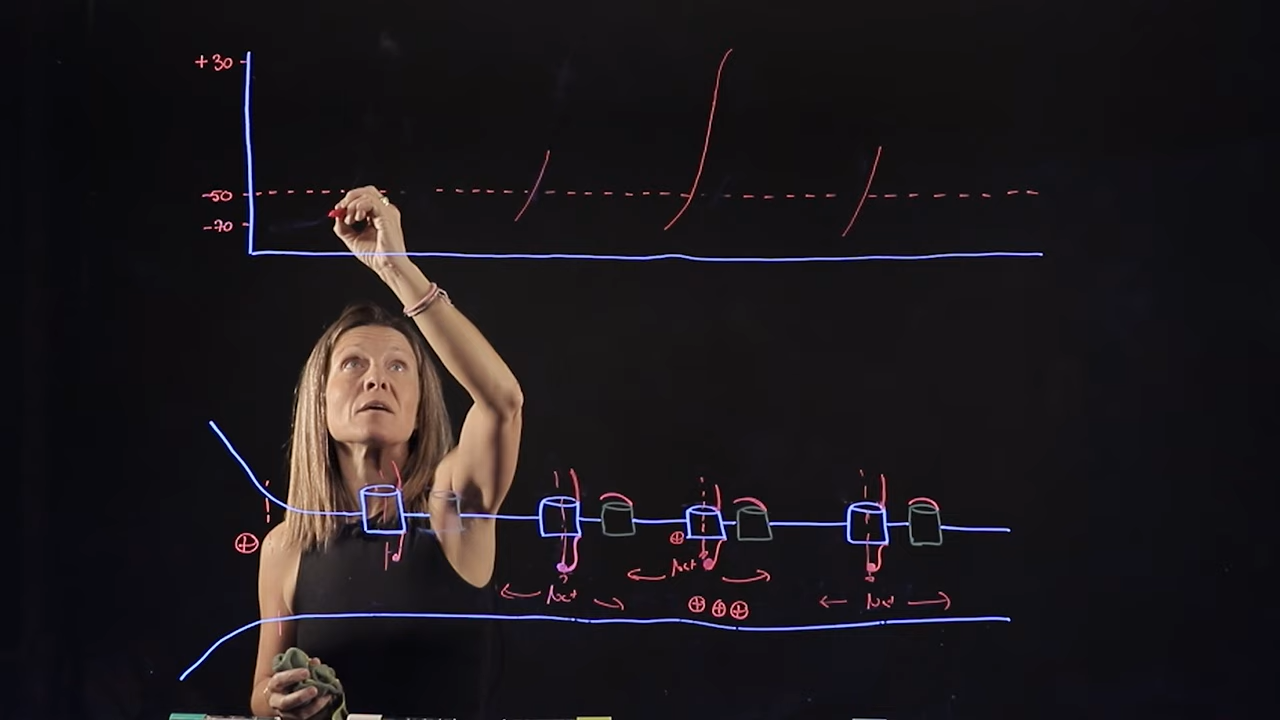 +30
-50
-70
⊕
⊕
Na+
Na+
Na+
⊕ ⊕ ⊕